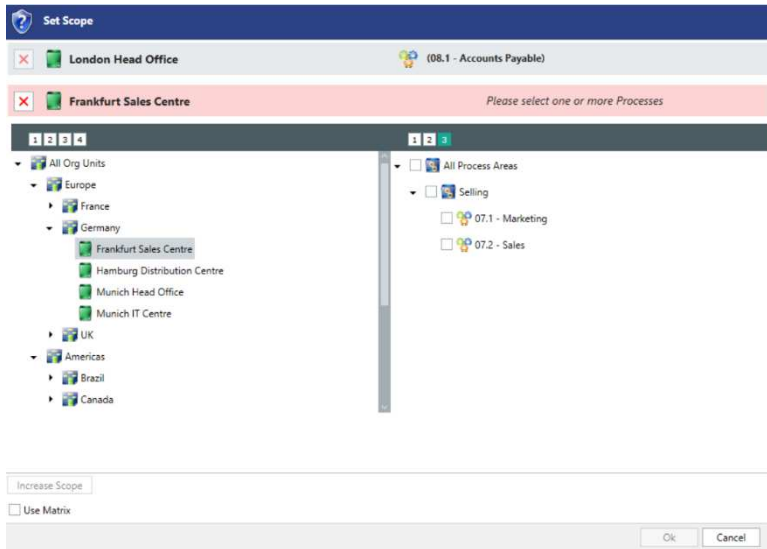 Set Scope
London Head Office (08.1 - Accounts Payable)
Frankfurt Sales Centre Please select one or more Processes
1 2 3 4 1 2 3
All Org Units
Europe
France
Germany
Frankfurt Sales Centre
Hamburg Distribution Centre
Munich Head Office
Munich IT Centre
UK
Americas
Brazil
Canada
All Process Areas
Selling
07.1 - Marketing
07.2 - Sales
Increase Scope
Use Matrix
Ok Cancel